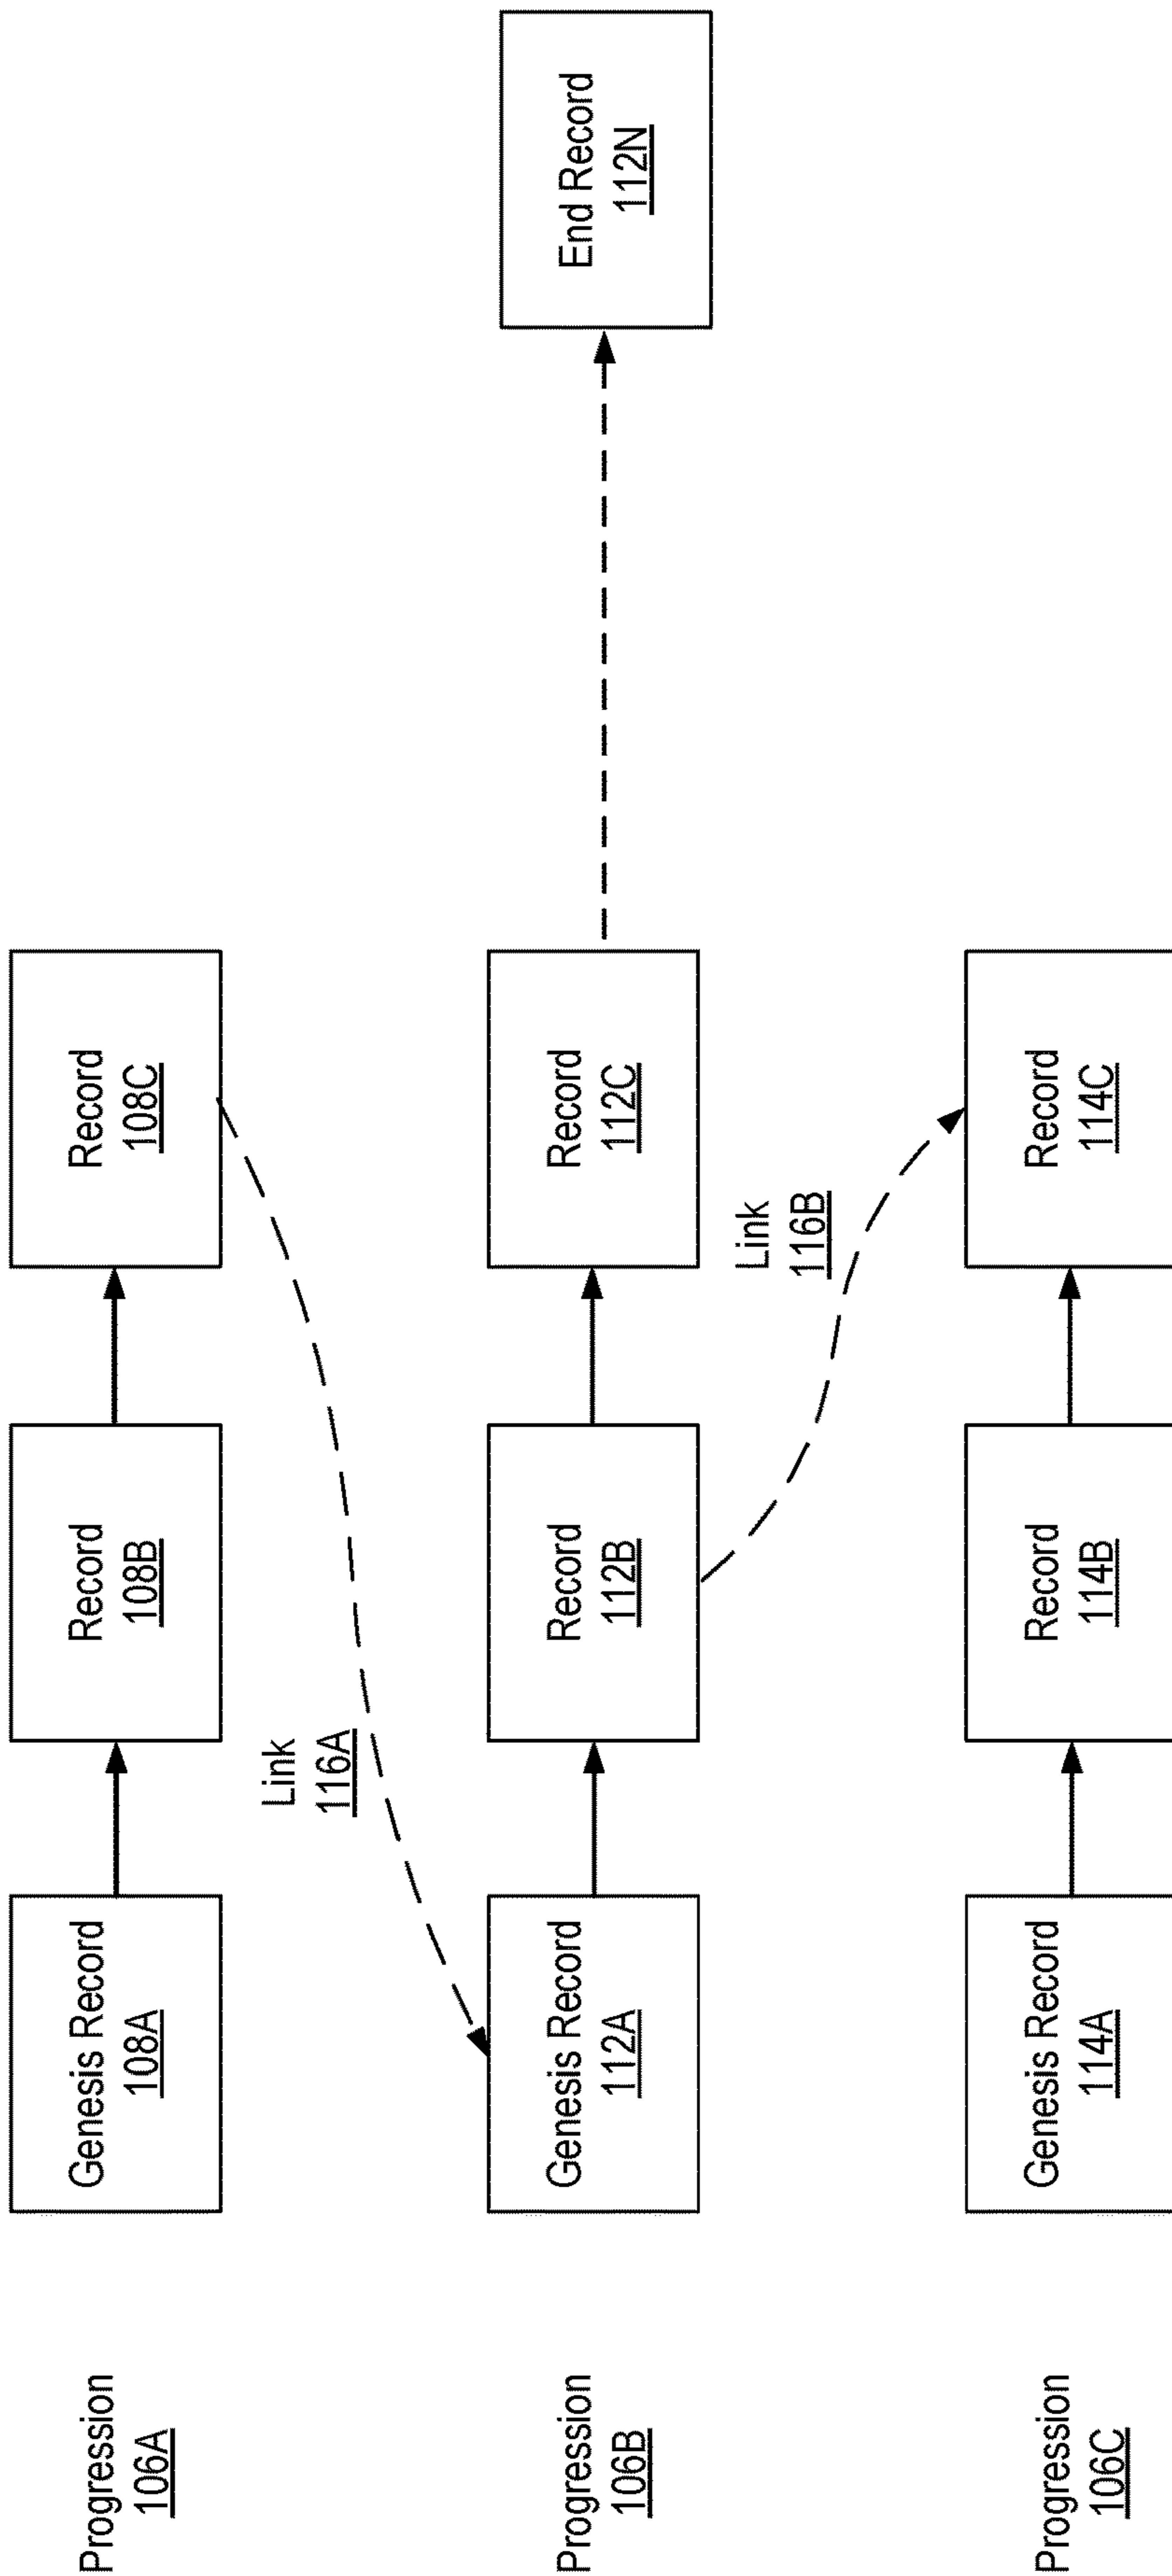 Progression
106A
Genesis Record
108A
Record
108B
Record
108C
Link
116A
Progression
106B
Genesis Record
112A
Record
112B
Record
112C
End Record
112N
Link
116B
Progression
106C
Genesis Record
114A
Record
114B
Record
114C